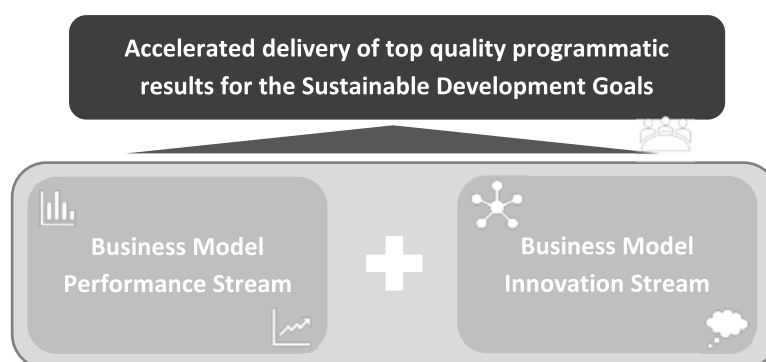 Accelerated delivery of top quality programmatic
results for the Sustainable Development Goals
Business Model
Performance Stream
Business Model
Innovation Stream